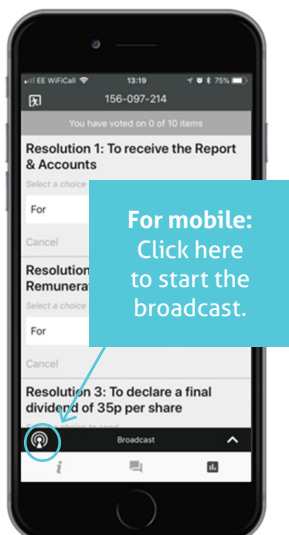 EE WiFiCall 13:19 75%
156-097-214
You have voted on 0 of 10 items
Resolution 1: To receive the Report
& Accounts
Select a choice
For
Cancel
Resolution
Remunera
Select a choice
For
Cancel
Resolution 3: To declare a final
dividend of 35p per share
For mobile:
Click here
to start the
broadcast.
Broadcast
i